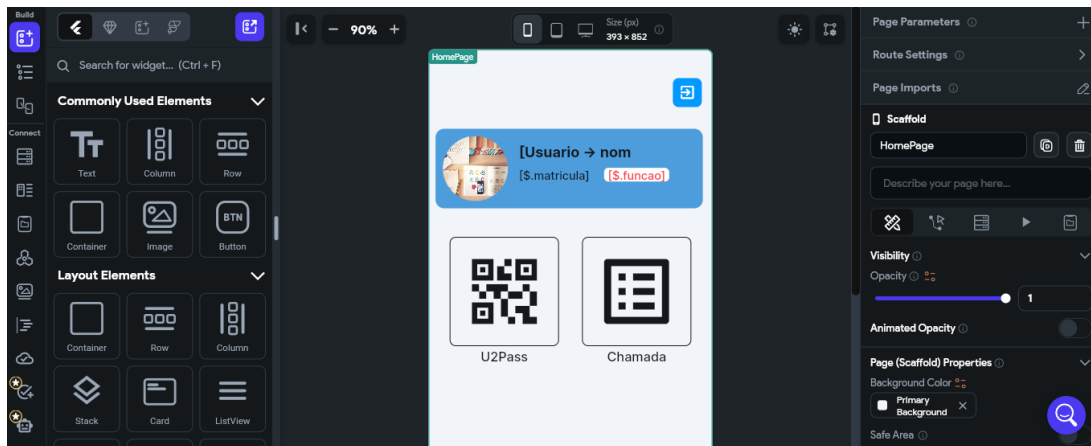 Build
Search for widget... (Ctrl + F)
Commonly Used Elements
Text
Column
Row
Container
Image
BTN
Button
Layout Elements
Container
Row
Column
Stack
Card
ListView
Connect
90%
Size (px)
393 × 852
HomePage
[Usuario → nom
[$.matricula]
[$.funcao]
U2Pass
Chamada
Page Parameters
Route Settings
Page Imports
Scaffold
HomePage
Describe your page here...
Visibility
Opacity
1
Animated Opacity
Page (Scaffold) Properties
Background Color
Primary
Background
Safe Area